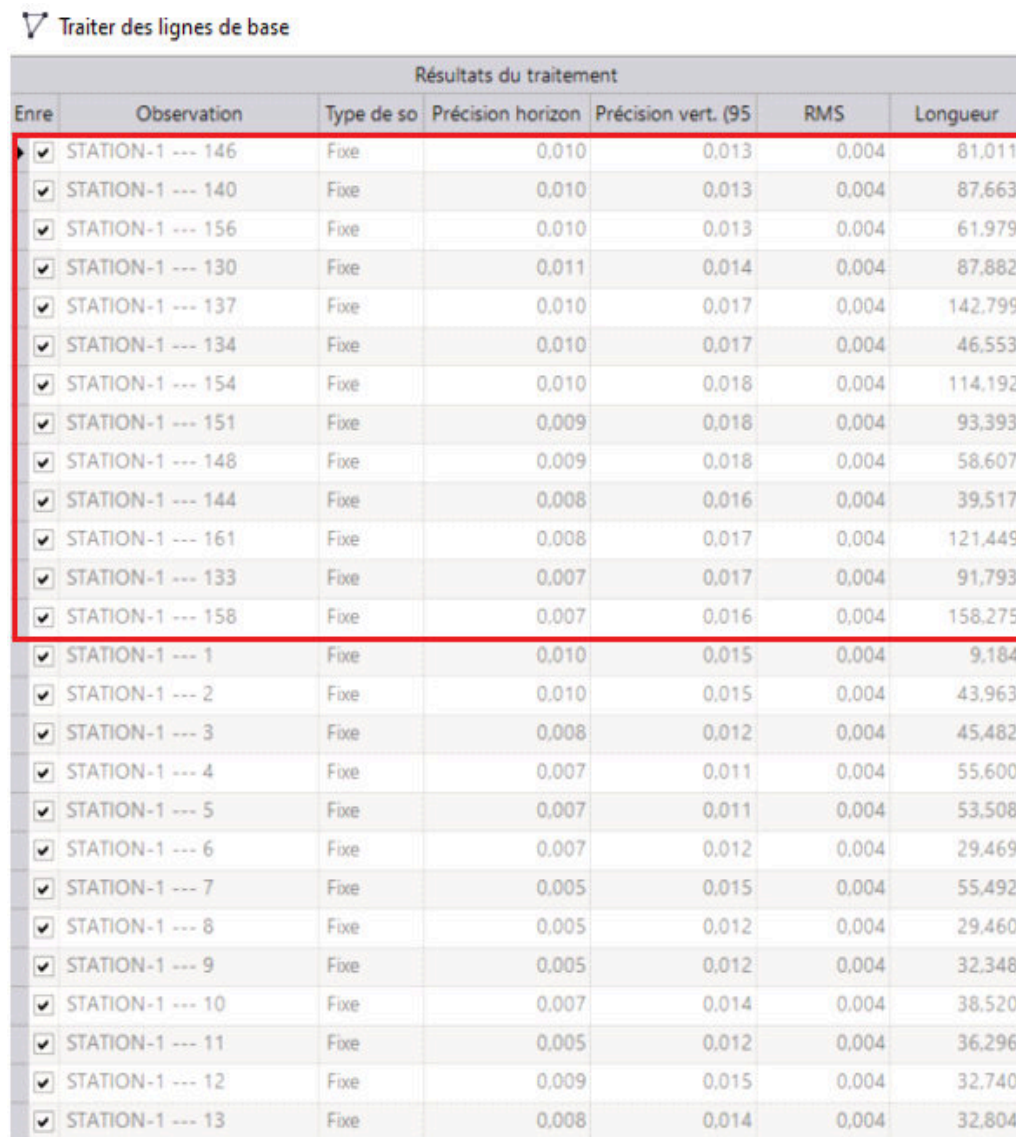 Traiter des lignes de base
Résultats du traitement
Enre Observation Type de so Précision horizon Précision vert. (95 RMS Longueur
STATION-1 --- 146 Fixe 0,010 0,013 0,004 81,011
STATION-1 --- 140 Fixe 0,010 0,013 0,004 87,663
STATION-1 --- 156 Fixe 0,010 0,013 0,004 61,979
STATION-1 --- 130 Fixe 0,011 0,014 0,004 87,882
STATION-1 --- 137 Fixe 0,010 0,017 0,004 142,799
STATION-1 --- 134 Fixe 0,010 0,017 0,004 46,553
STATION-1 --- 154 Fixe 0,010 0,018 0,004 114,192
STATION-1 --- 151 Fixe 0,009 0,018 0,004 93,393
STATION-1 --- 148 Fixe 0,009 0,018 0,004 58,607
STATION-1 --- 144 Fixe 0,008 0,016 0,004 39,517
STATION-1 --- 161 Fixe 0,008 0,017 0,004 121,449
STATION-1 --- 133 Fixe 0,007 0,017 0,004 91,793
STATION-1 --- 158 Fixe 0,007 0,016 0,004 158,275
STATION-1 --- 1 Fixe 0,010 0,015 0,004 9,184
STATION-1 --- 2 Fixe 0,010 0,015 0,004 43,963
STATION-1 --- 3 Fixe 0,008 0,012 0,004 45,482
STATION-1 --- 4 Fixe 0,007 0,011 0,004 55,600
STATION-1 --- 5 Fixe 0,007 0,011 0,004 53,508
STATION-1 --- 6 Fixe 0,007 0,012 0,004 29,469
STATION-1 --- 7 Fixe 0,005 0,015 0,004 55,492
STATION-1 --- 8 Fixe 0,005 0,012 0,004 29,460
STATION-1 --- 9 Fixe 0,005 0,012 0,004 32,348
STATION-1 --- 10 Fixe 0,007 0,014 0,004 38,520
STATION-1 --- 11 Fixe 0,005 0,012 0,004 36,296
STATION-1 --- 12 Fixe 0,009 0,015 0,004 32,740
STATION-1 --- 13 Fixe 0,008 0,014 0,004 32,804